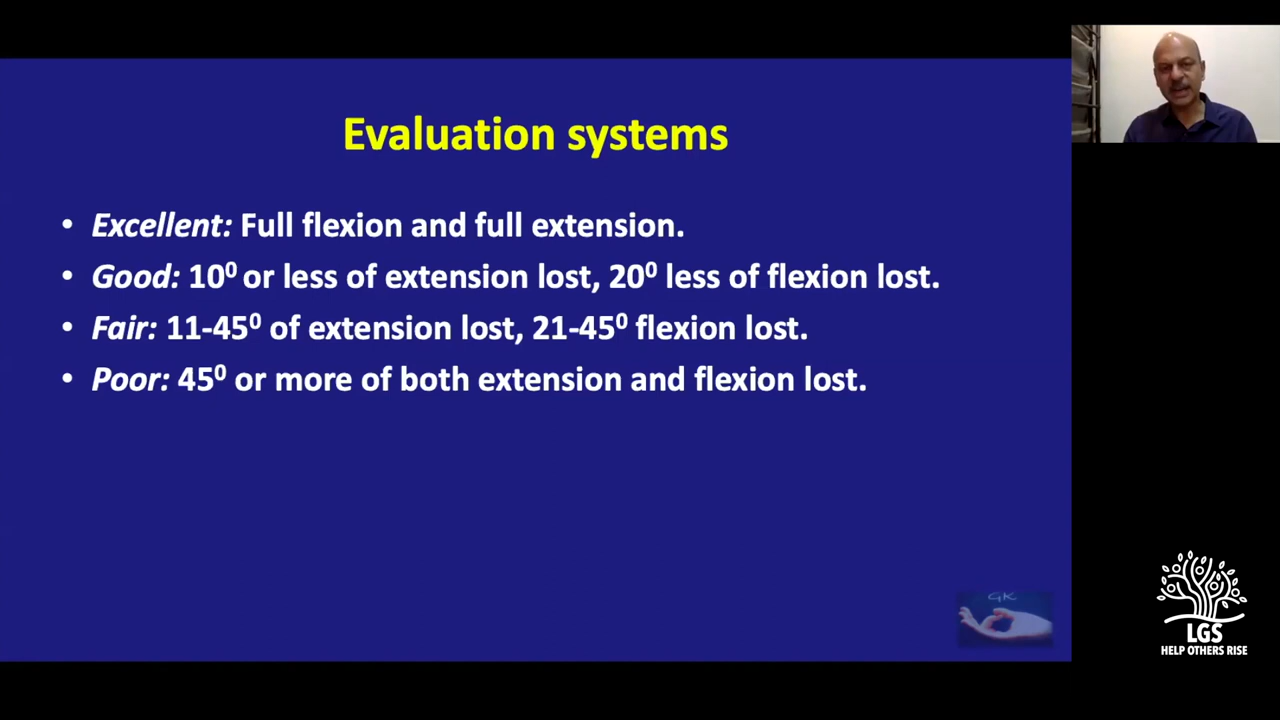 Evaluation systems
• Excellent: Full flexion and full extension.
• Good: 10⁰ or less of extension lost, 20⁰ less of flexion lost.
• Fair: 11-45⁰ of extension lost, 21-45⁰ flexion lost.
• Poor: 45⁰ or more of both extension and flexion lost.
GK
LGS
HELP OTHERS RISE